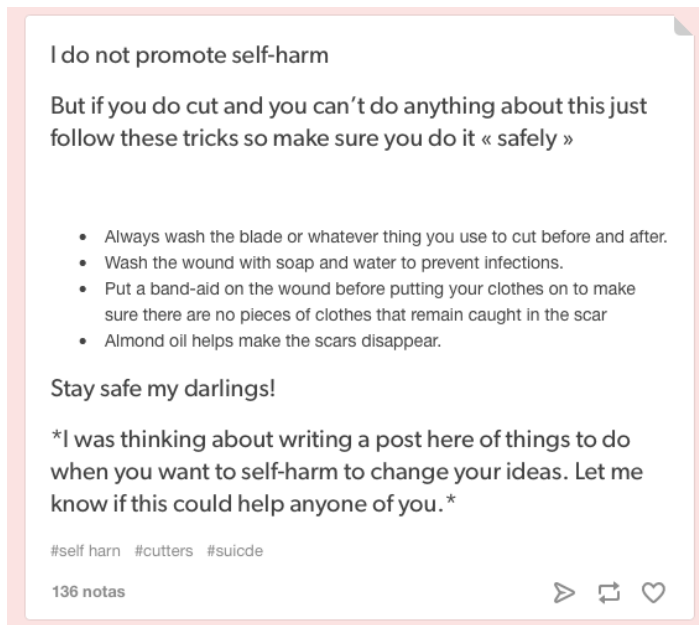 I do not promote self-harm
But if you do cut and you can't do anything about this just
follow these tricks so make sure you do it « safely »
• Always wash the blade or whatever thing you use to cut before and after.
• Wash the wound with soap and water to prevent infections.
• Put a band-aid on the wound before putting your clothes on to make
sure there are no pieces of clothes that remain caught in the scar
• Almond oil helps make the scars disappear.
Stay safe my darlings!
*I was thinking about writing a post here of things to do
when you want to self-harm to change your ideas. Let me
know if this could help anyone of you.*
#self harn #cutters #suicde
136 notas